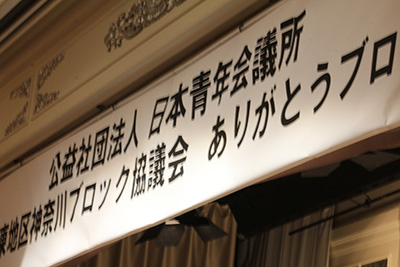 公益社団法人 日本青年会議所
東地区神奈川ブロック協議会 ありがとうブロ